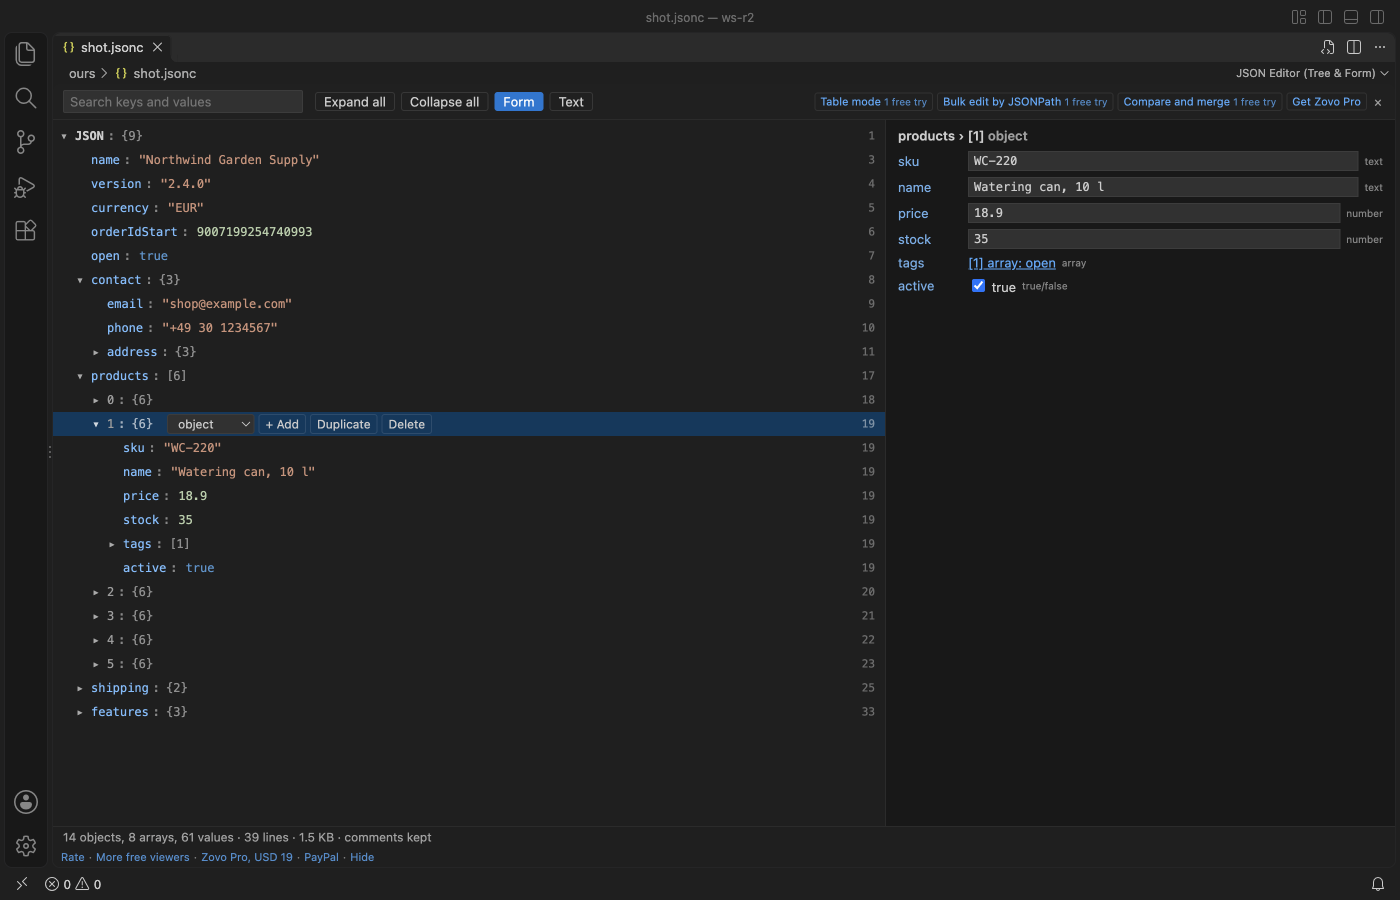 shot.jsonc — ws-r2
{} shot.jsonc
ours > {} shot.jsonc
JSON Editor (Tree & Form)
Search keys and values
Expand all
Collapse all
Form
Text
Table mode 1 free try
Bulk edit by JSONPath 1 free try
Compare and merge 1 free try
Get Zovo Pro ×
▾ JSON : {9} 1
name : "Northwind Garden Supply" 3
version : "2.4.0" 4
currency : "EUR" 5
orderIdStart : 9007199254740993 6
open : true 7
▾ contact : {3} 8
email : "shop@example.com" 9
phone : "+49 30 1234567" 10
▸ address : {3} 11
▾ products : [6] 17
▸ 0 : {6} 18
▾ 1 : {6} object + Add Duplicate Delete 19
sku : "WC-220" 19
name : "Watering can, 10 l" 19
price : 18.9 19
stock : 35 19
▸ tags : [1] 19
active : true 19
▸ 2 : {6} 20
▸ 3 : {6} 21
▸ 4 : {6} 22
▸ 5 : {6} 23
▸ shipping : {2} 25
▸ features : {3} 33
products › [1] object
sku WC-220 text
name Watering can, 10 l text
price 18.9 number
stock 35 number
tags [1] array: open array
active true true/false
14 objects, 8 arrays, 61 values · 39 lines · 1.5 KB · comments kept
Rate · More free viewers · Zovo Pro, USD 19 · PayPal · Hide
0 0